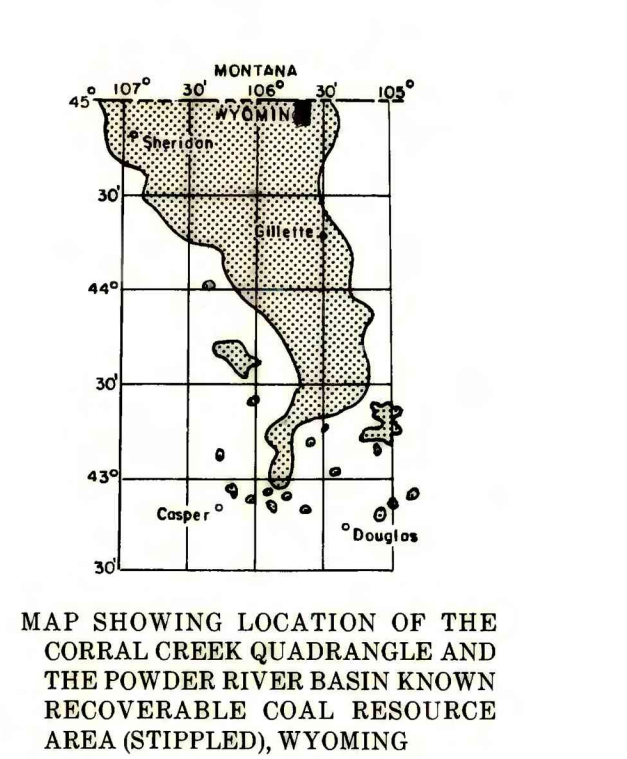 MONTANA
45° 107° 30' 106° 30' 105°
WYOMING
Sheridan
30'
Gillette
44°
30'
43°
Casper
Douglas
30'
MAP SHOWING LOCATION OF THE
CORRAL CREEK QUADRANGLE AND
THE POWDER RIVER BASIN KNOWN
RECOVERABLE COAL RESOURCE
AREA (STIPPLED), WYOMING